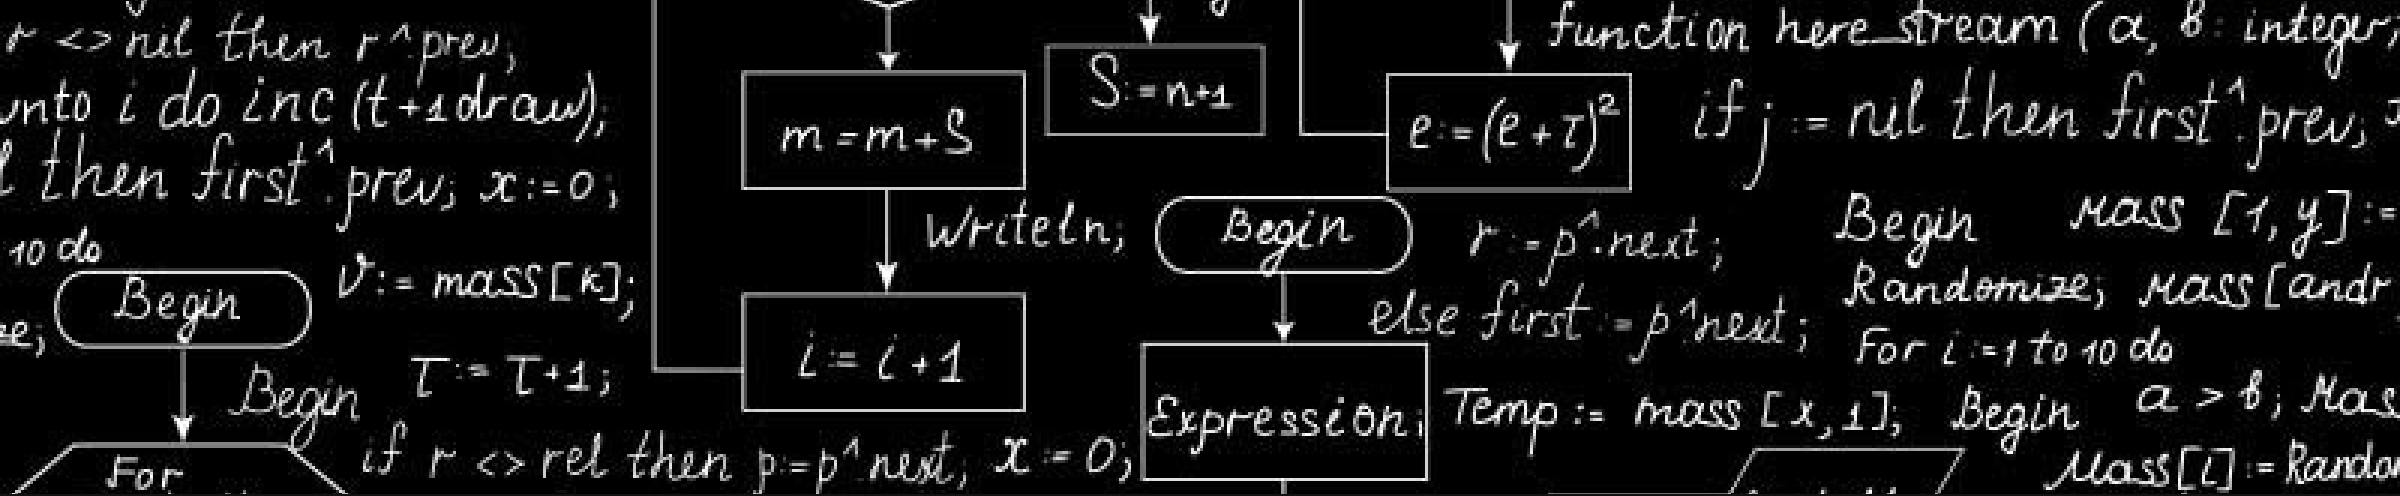 r <> nil then r^.prev;
unto i do inc (t+1draw);
then first^.prev; x:=0;
10 do
Begin
v:= mass[k];
Begin
T:= T+1;
For
if r <> rel then p:=p^.next; x:=0;
m=m+S
S:=n+1
Writeln;
i:= i+1
Begin
Expression;
e:=(e+T)²
r:=p^.next;
else first:=p^next;
Temp:= mass [x,1];
function here_stream (a, b: integer;
if j:= nil then first^.prev;
Begin
Mass [1,y]:=
Randomize; Mass[andr
For i:=1 to 10 do
Begin
a > b; Mas
Mass[i]:=Random